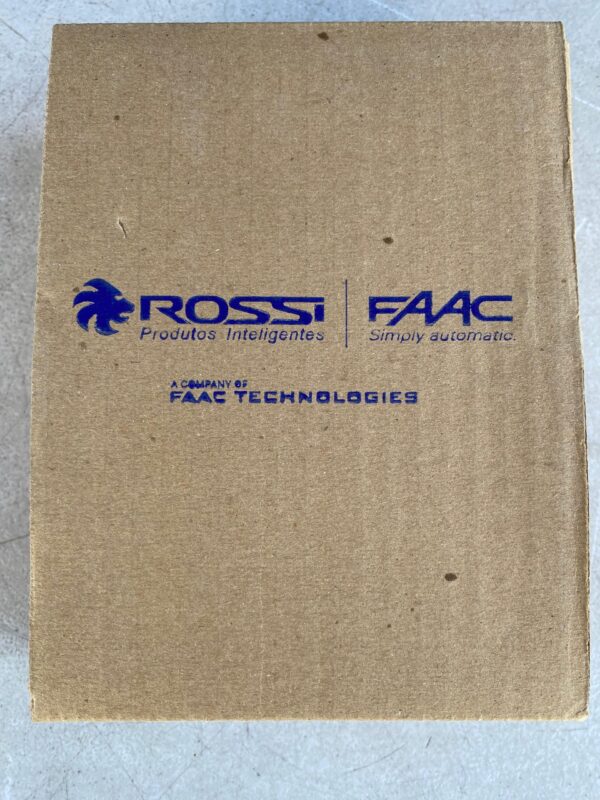 ROSSi | FAAC
Produtos Inteligentes Simply automatic.
A COMPANY OF
FAAC TECHNOLOGIES